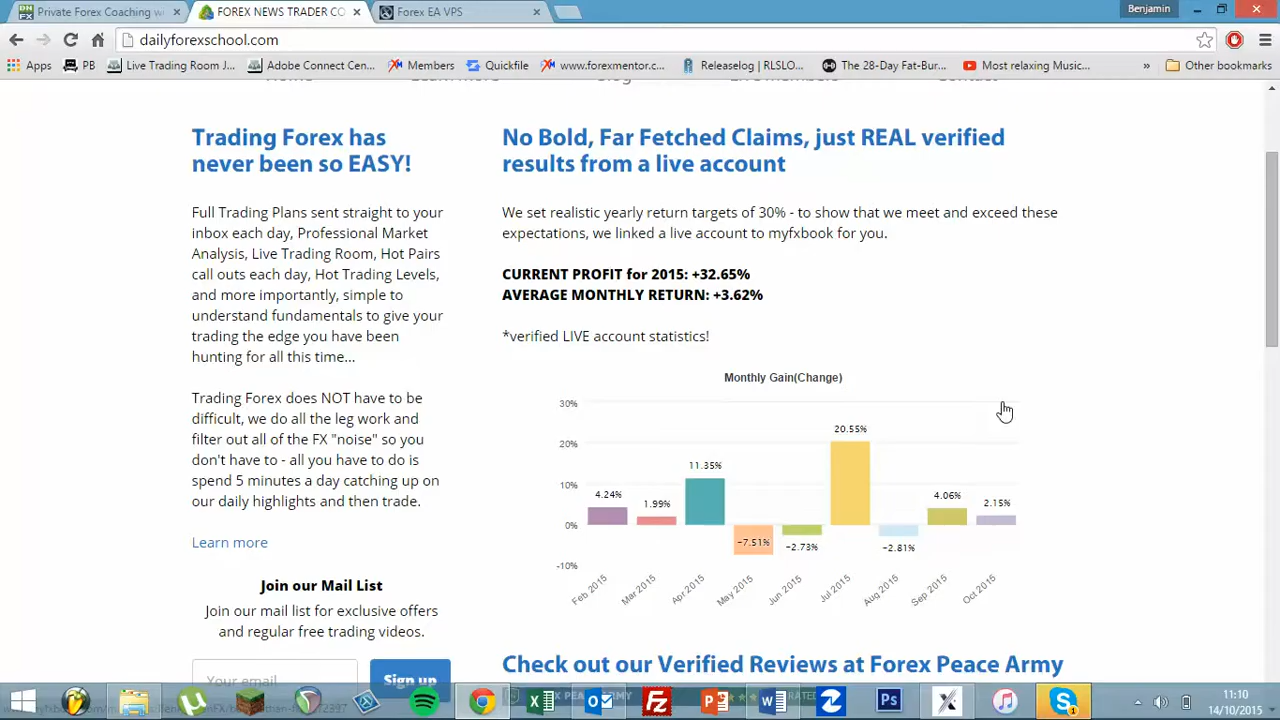 Private Forex Coaching w
FOREX NEWS TRADER CO
Forex EA VPS
Benjamin
dailyforexschool.com
Apps
PB
Live Trading Room J...
Adobe Connect Cen...
Members
Quickfile
www.forexmentor.c...
Releaselog | RLSLO...
The 28-Day Fat-Bur...
Most relaxing Music...
»
Other bookmarks
Trading Forex has
never been so EASY!
Full Trading Plans sent straight to your
inbox each day, Professional Market
Analysis, Live Trading Room, Hot Pairs
call outs each day, Hot Trading Levels,
and more importantly, simple to
understand fundamentals to give your
trading the edge you have been
hunting for all this time...
Trading Forex does NOT have to be
difficult, we do all the leg work and
filter out all of the FX "noise" so you
don't have to - all you have to do is
spend 5 minutes a day catching up on
our daily highlights and then trade.
Learn more
Join our Mail List
Join our mail list for exclusive offers
and regular free trading videos.
Your email
Sign up
No Bold, Far Fetched Claims, just REAL verified
results from a live account
We set realistic yearly return targets of 30% - to show that we meet and exceed these
expectations, we linked a live account to myfxbook for you.
CURRENT PROFIT for 2015: +32.65%
AVERAGE MONTHLY RETURN: +3.62%
*verified LIVE account statistics!
Monthly Gain(Change)
30%
20%
10%
0%
-10%
4.24%
1.99%
11.35%
-7.51%
-2.73%
20.55%
-2.81%
4.06%
2.15%
Feb 2015
Mar 2015
Apr 2015
May 2015
Jun 2015
Jul 2015
Aug 2015
Sep 2015
Oct 2015
Check out our Verified Reviews at Forex Peace Army
11:10
14/10/2015